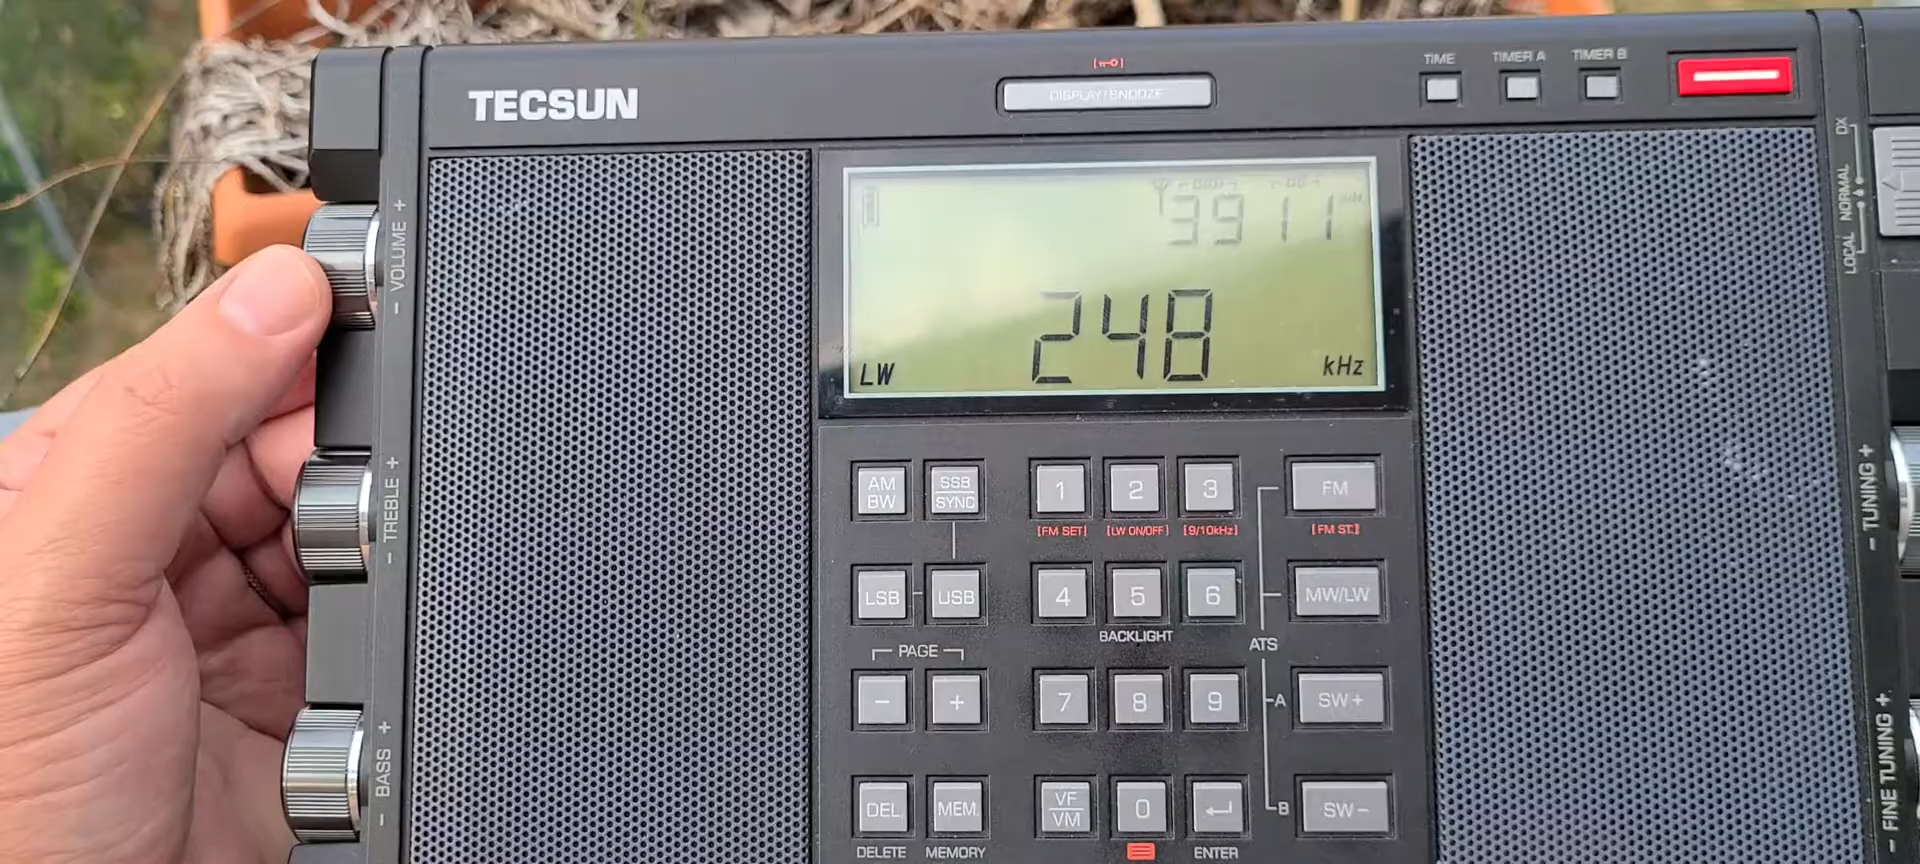 TECSUN
DISPLAY/SNOOZE
TIME
TIMER A
TIMER B
- VOLUME +
3911
248
LW
kHz
LOCAL NORMAL DX
AM BW
SSB SYNC
1
2
3
FM
[FM SET]
[LW ON/OFF]
[9/10kHz]
[FM ST.]
- TREBLE +
- TUNING +
LSB
USB
4
5
6
MW/LW
BACKLIGHT
ATS
PAGE
-
+
7
8
9
A
SW+
- BASS +
- FINE TUNING +
DEL
MEM
VF VM
0
B
SW-
DELETE
MEMORY
ENTER